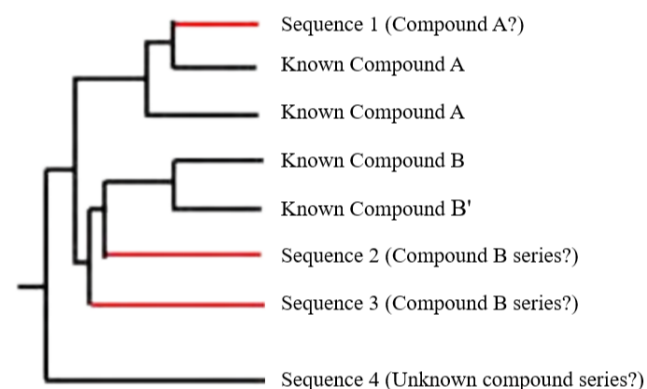 Sequence 1 (Compound A?)
Known Compound A
Known Compound A
Known Compound B
Known Compound B'
Sequence 2 (Compound B series?)
Sequence 3 (Compound B series?)
Sequence 4 (Unknown compound series?)